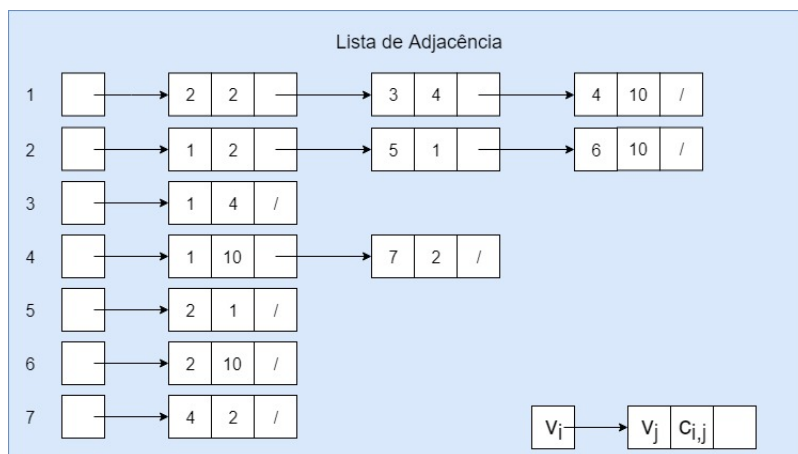 Lista de Adjacência
1 2 2 3 4 4 10 /
2 1 2 5 1 6 10 /
3 1 4 /
4 1 10 7 2 /
5 2 1 /
6 2 10 /
7 4 2 /
vi vj ci,j